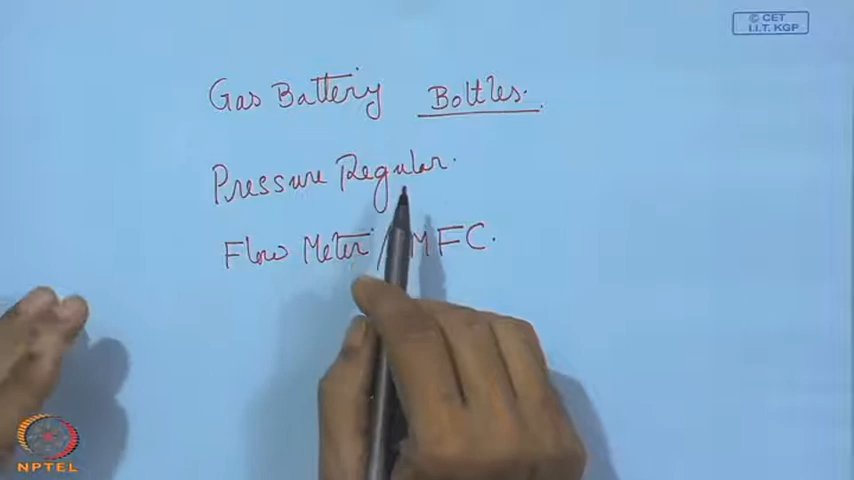 © CET
I.I.T. KGP
Gas Battery Bottles.
Pressure Regular.
Flow Meter / MFC.
NPTEL